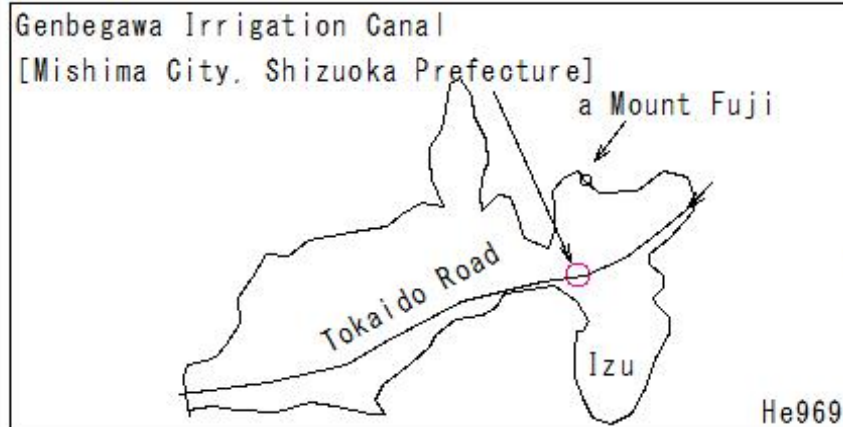 Genbegawa Irrigation Canal
[Mishima City, Shizuoka Prefecture]
a Mount Fuji
Tokaido Road
Izu
He969